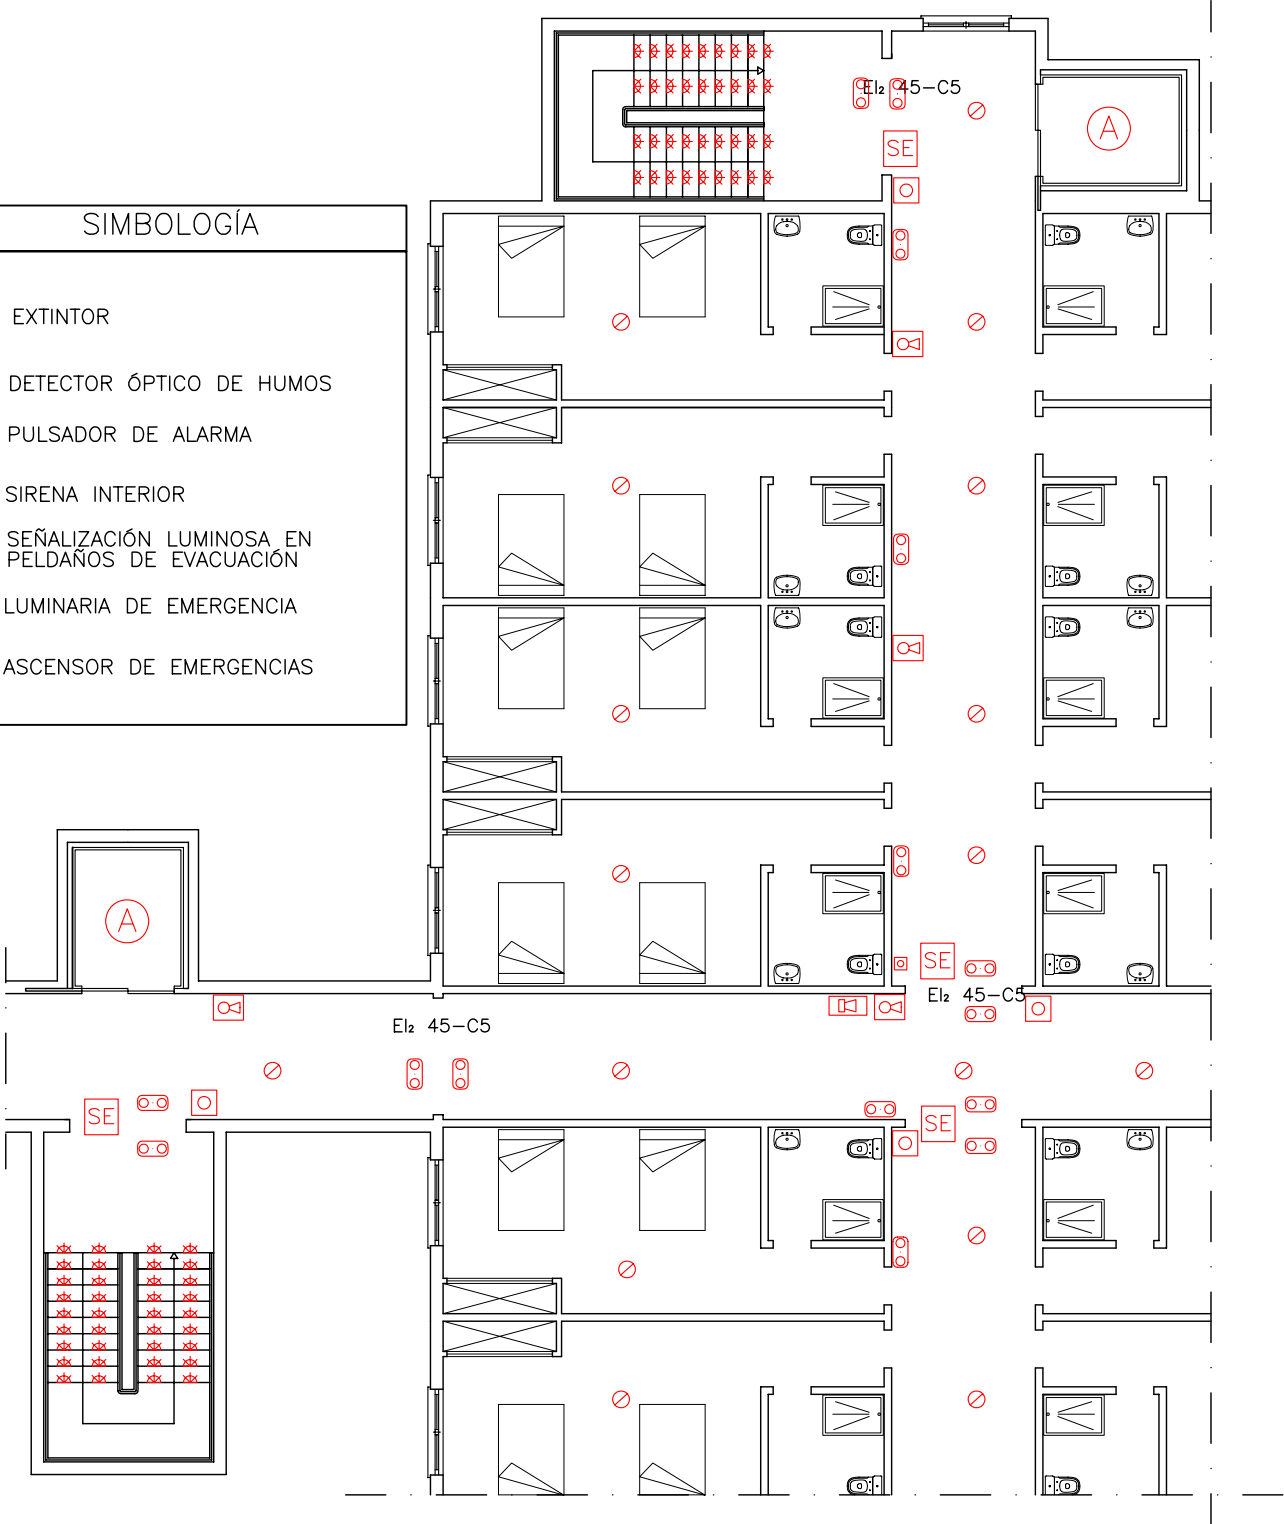 EI₂ 45-C5
A
SE
SIMBOLOGÍA
EXTINTOR
DETECTOR ÓPTICO DE HUMOS
PULSADOR DE ALARMA
SIRENA INTERIOR
SEÑALIZACIÓN LUMINOSA EN
PELDAÑOS DE EVACUACIÓN
LUMINARIA DE EMERGENCIA
ASCENSOR DE EMERGENCIAS
A
SE
EI₂ 45-C5
EI₂ 45-C5
SE
SE